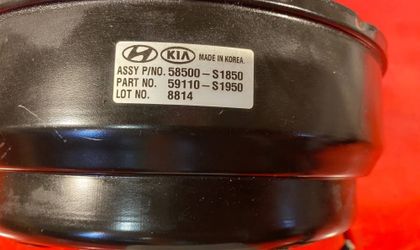 KIA MADE IN KOREA
ASSY P/NO. 58500-S1850
PART NO. 59110-S1950
LOT NO. 8814